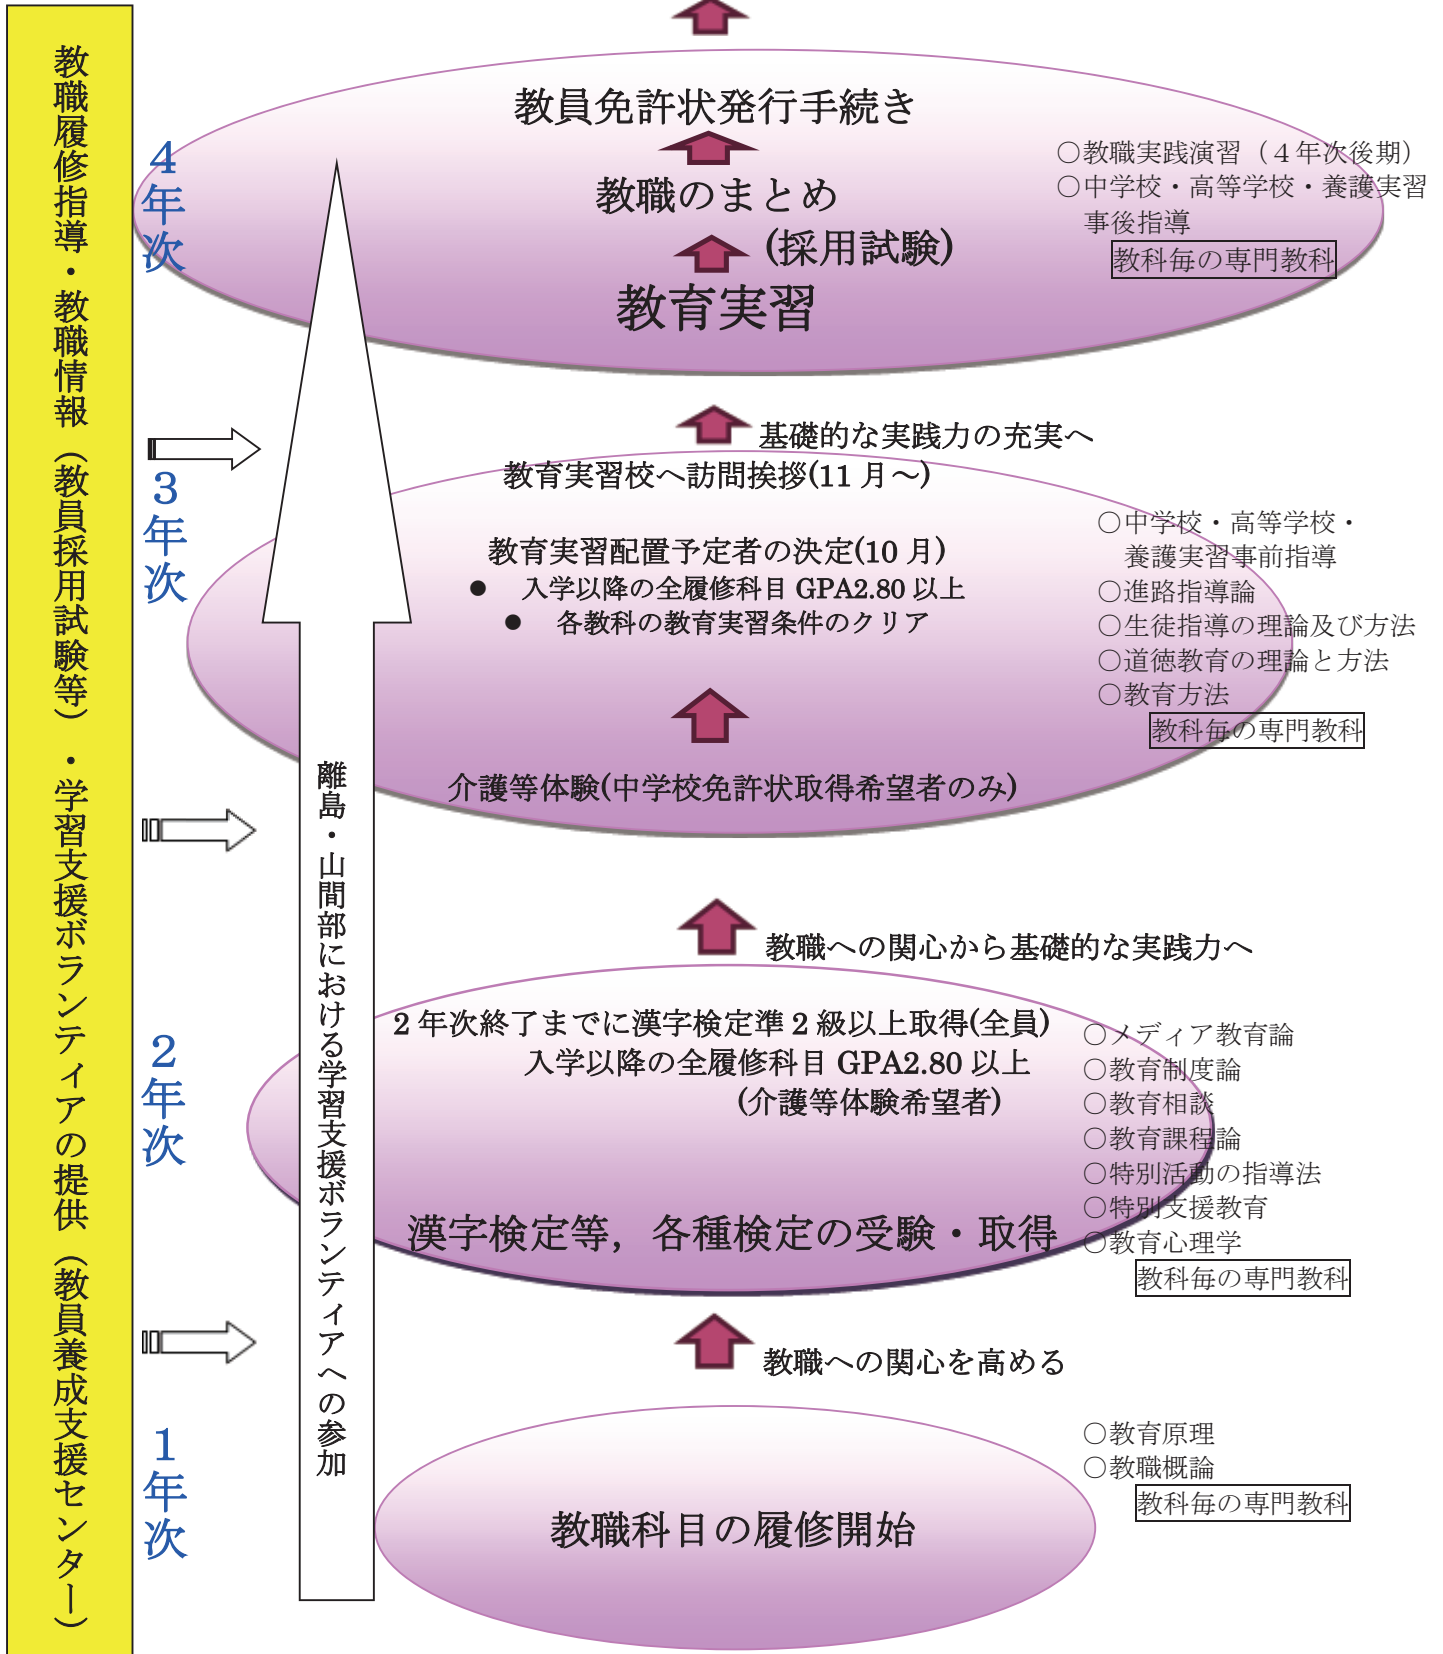 教職履修指導・教職情報（教員採用試験等）・学習支援ボランティアの提供（教員養成支援センター）
4年次
教員免許状発行手続き
教職のまとめ
(採用試験)
教育実習
○教職実践演習（４年次後期）
○中学校・高等学校・養護実習
事後指導
教科毎の専門教科
基礎的な実践力の充実へ
3年次
教育実習校へ訪問挨拶(11月～)
教育実習配置予定者の決定(10月)
● 入学以降の全履修科目 GPA2.80以上
● 各教科の教育実習条件のクリア
介護等体験(中学校免許状取得希望者のみ)
○中学校・高等学校・
養護実習事前指導
○進路指導論
○生徒指導の理論及び方法
○道徳教育の理論と方法
○教育方法
教科毎の専門教科
離島・山間部における学習支援ボランティアへの参加
教職への関心から基礎的な実践力へ
2年次
2年次終了までに漢字検定準2級以上取得(全員)
入学以降の全履修科目 GPA2.80以上
(介護等体験希望者)
漢字検定等，各種検定の受験・取得
○メディア教育論
○教育制度論
○教育相談
○教育課程論
○特別活動の指導法
○特別支援教育
○教育心理学
教科毎の専門教科
教職への関心を高める
1年次
教職科目の履修開始
○教育原理
○教職概論
教科毎の専門教科